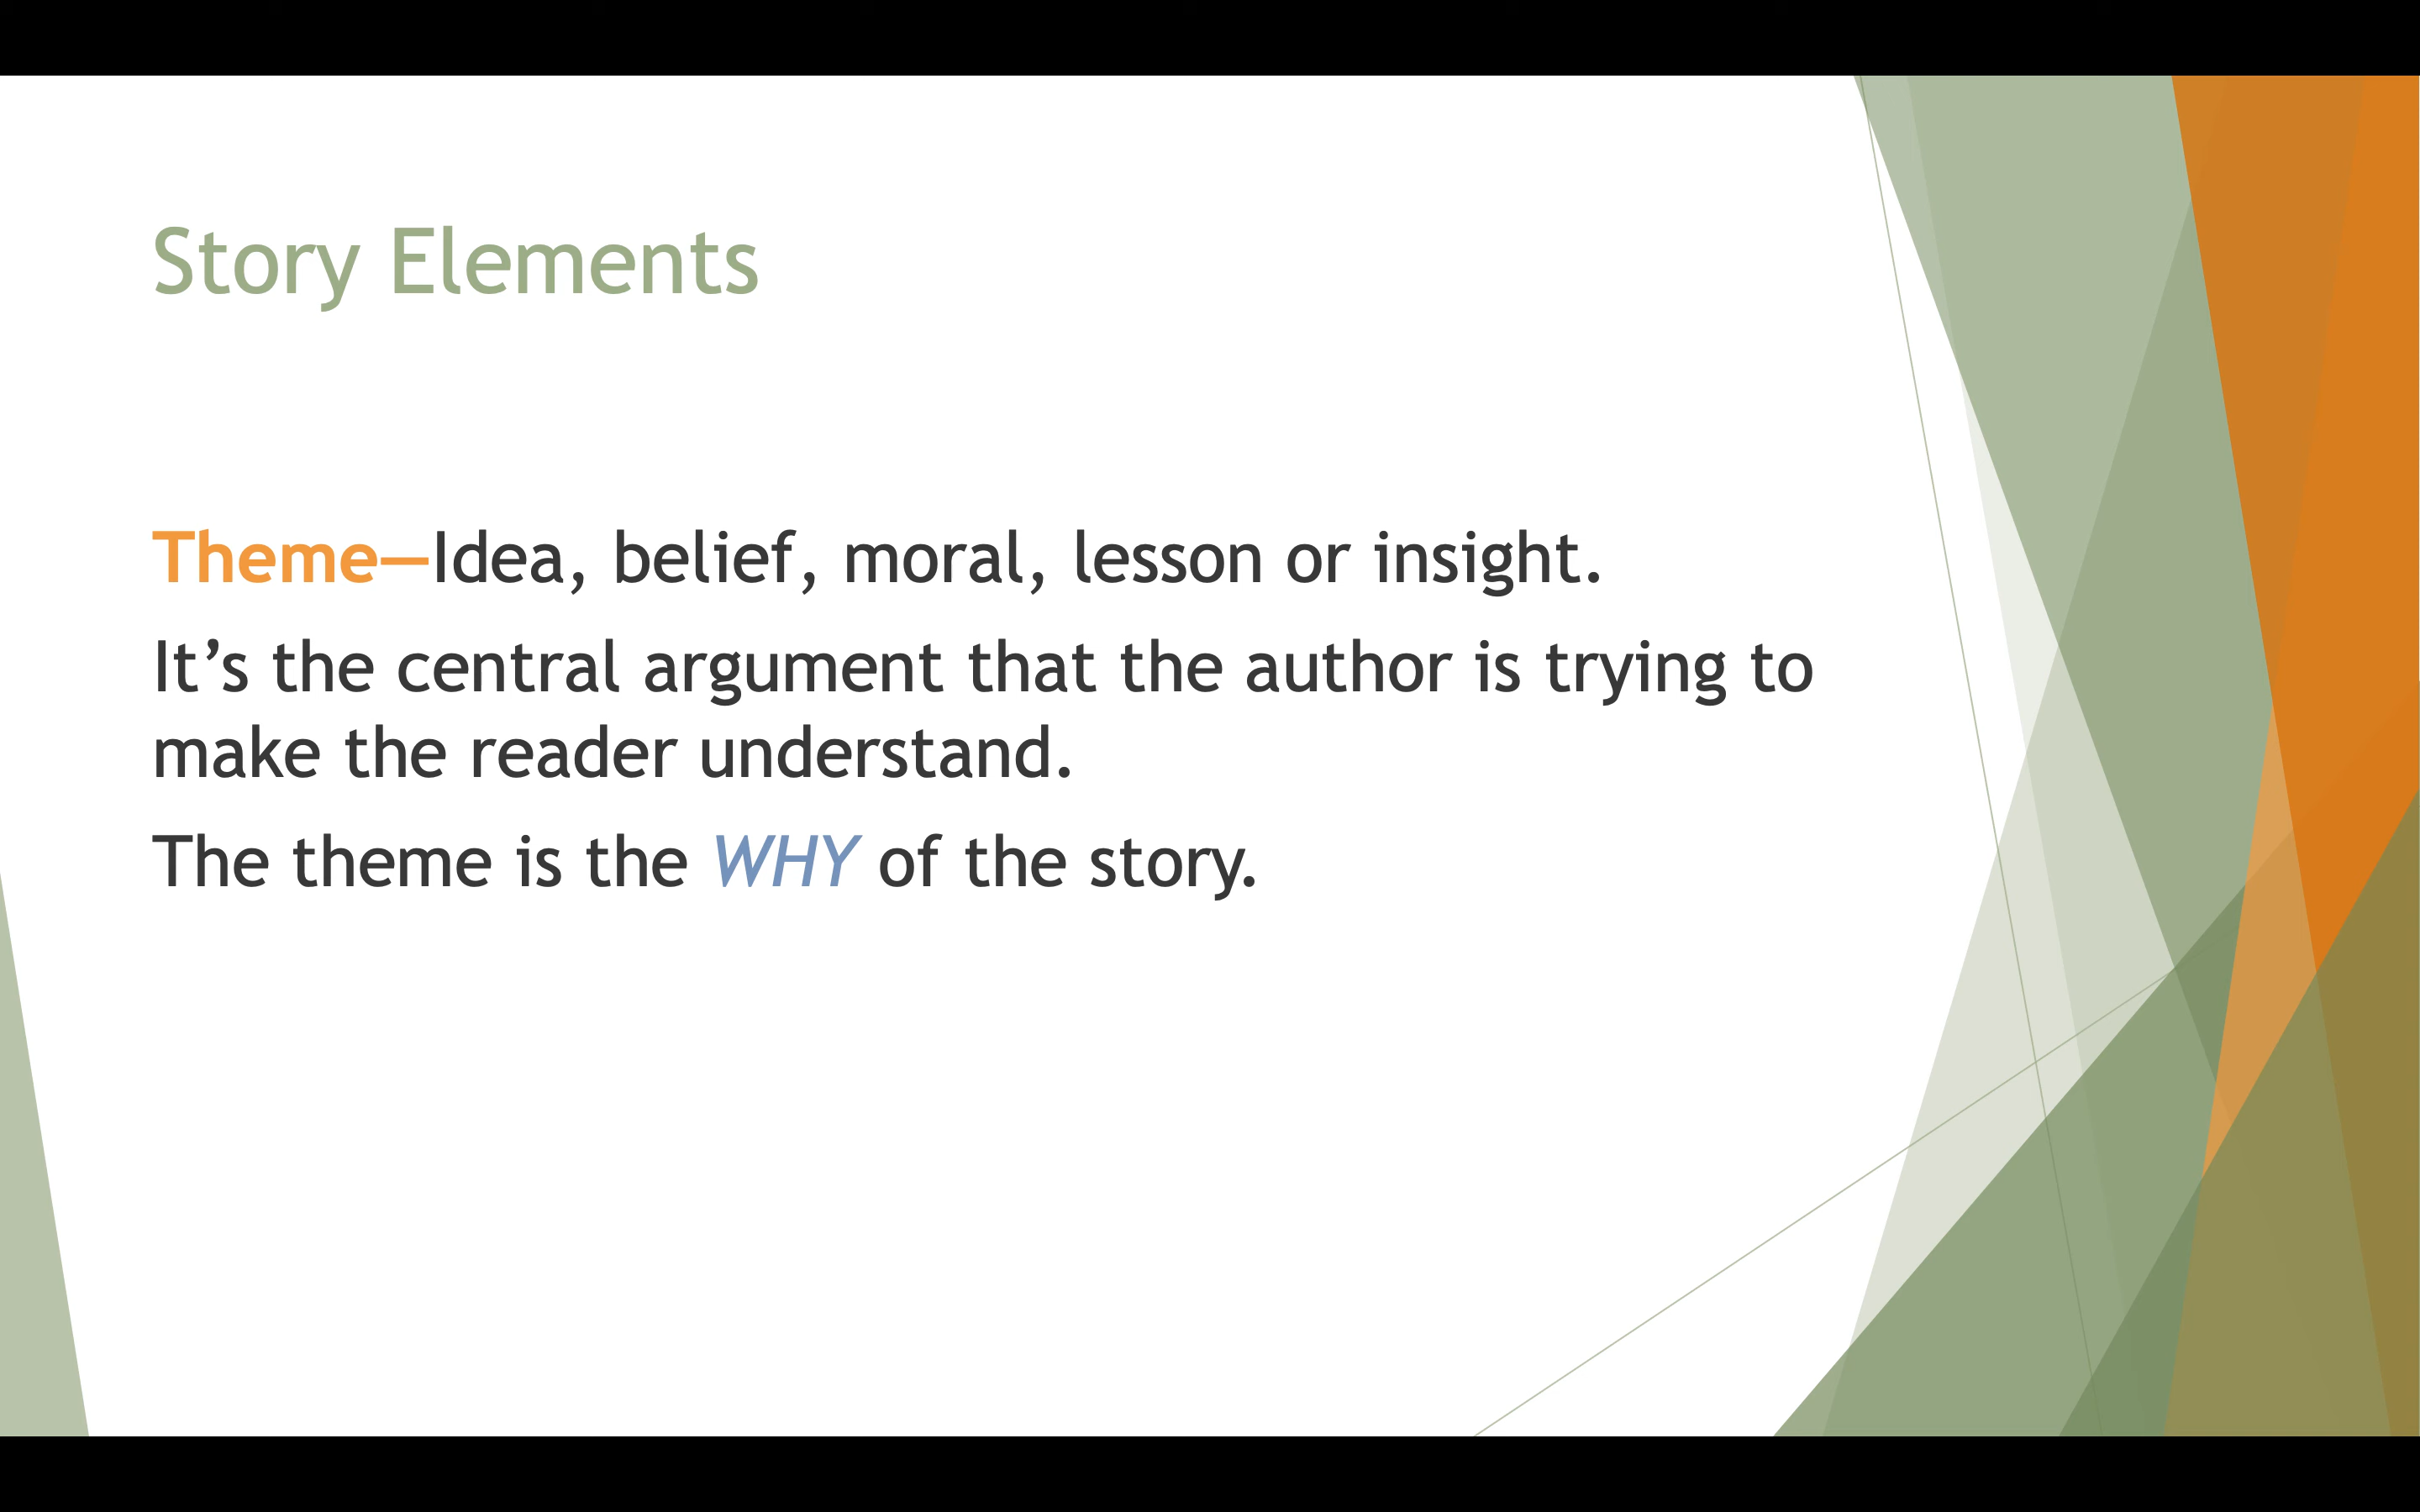 Story Elements
Theme—Idea, belief, moral, lesson or insight.
It’s the central argument that the author is trying to
make the reader understand.
The theme is the WHY of the story.